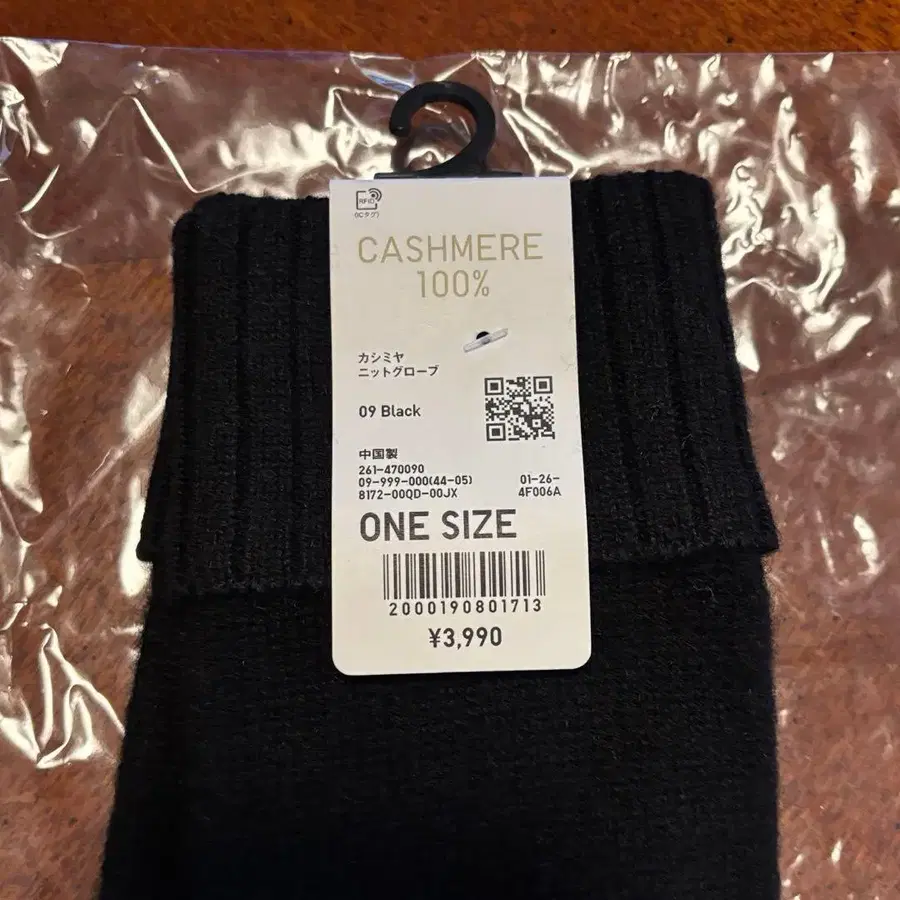 RFID
(ICタグ)
CASHMERE
100%
カシミヤ
ニットグローブ
09 Black
中国製
261-470090
09-999-000(44-05)
8172-00QD-00JX
01-26-
4F006A
ONE SIZE
2000190801713
¥3,990